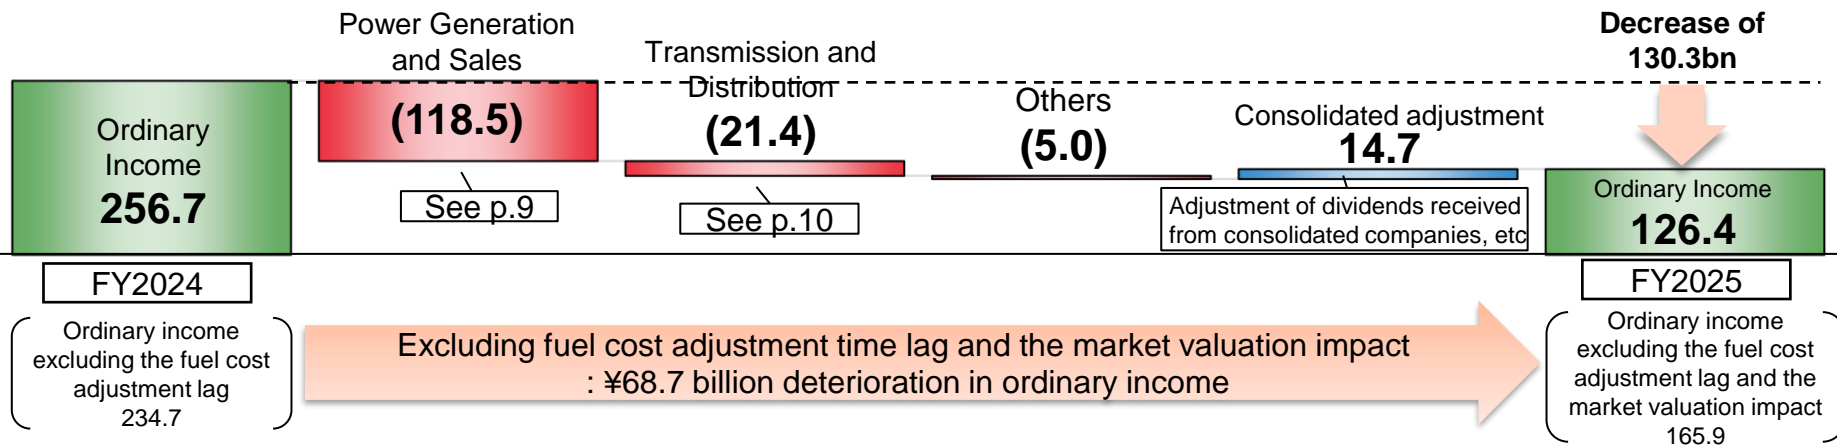 Power Generation
and Sales
Transmission and
Distribution
Decrease of
130.3bn
Ordinary
Income
256.7
(118.5)
(21.4)
Others
(5.0)
Consolidated adjustment
14.7
Ordinary Income
126.4
See p.9
See p.10
Adjustment of dividends received
from consolidated companies, etc
FY2024
FY2025
Ordinary income
excluding the fuel cost
adjustment lag
234.7
Excluding fuel cost adjustment time lag and the market valuation impact
: ¥68.7 billion deterioration in ordinary income
Ordinary income
excluding the fuel cost
adjustment lag and the
market valuation impact
165.9